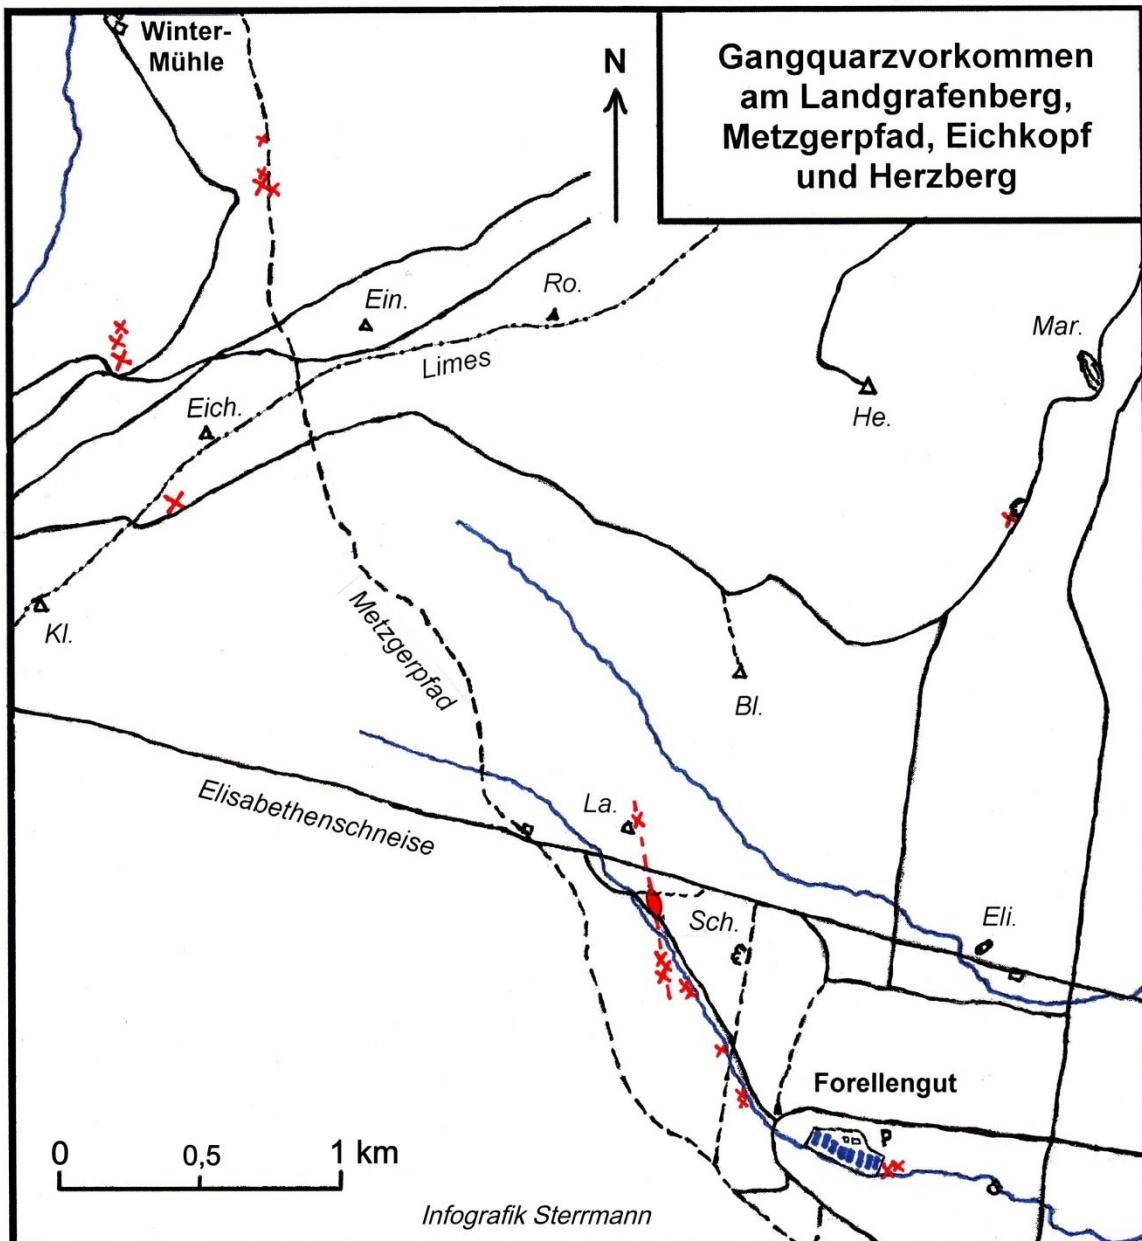 Winter-
Mühle
N
Gangquarzvorkommen
am Landgrafenberg,
Metzgerpfad, Eichkopf
und Herzberg
Ein.
Ro.
Limes
Mar.
Eich.
He.
Kl.
Metzgerpfad
Bl.
Elisabethenschneise
La.
Sch.
Eli.
Forellengut
P
0 0,5 1 km
Infografik Sterrmann